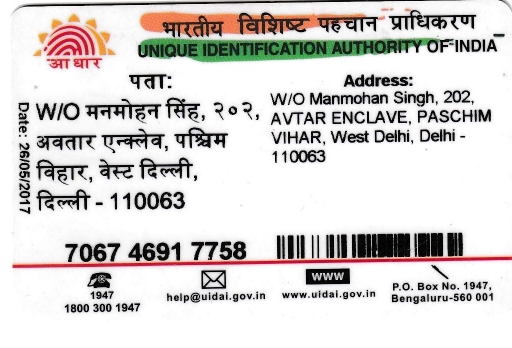 भारतीय विशिष्ट पहचान प्राधिकरण
UNIQUE IDENTIFICATION AUTHORITY OF INDIA
आधार
पता:
W/O मनमोहन सिंह, २०२,
अवतार एन्क्लेव, पश्चिम
विहार, वेस्ट दिल्ली,
दिल्ली - 110063
Address:
W/O Manmohan Singh, 202,
AVTAR ENCLAVE, PASCHIM
VIHAR, West Delhi, Delhi -
110063
Date: 26/05/2017
7067 4691 7758
1947
1800 300 1947
help@uidai.gov.in
WWW
www.uidai.gov.in
P.O. Box No. 1947,
Bengaluru-560 001